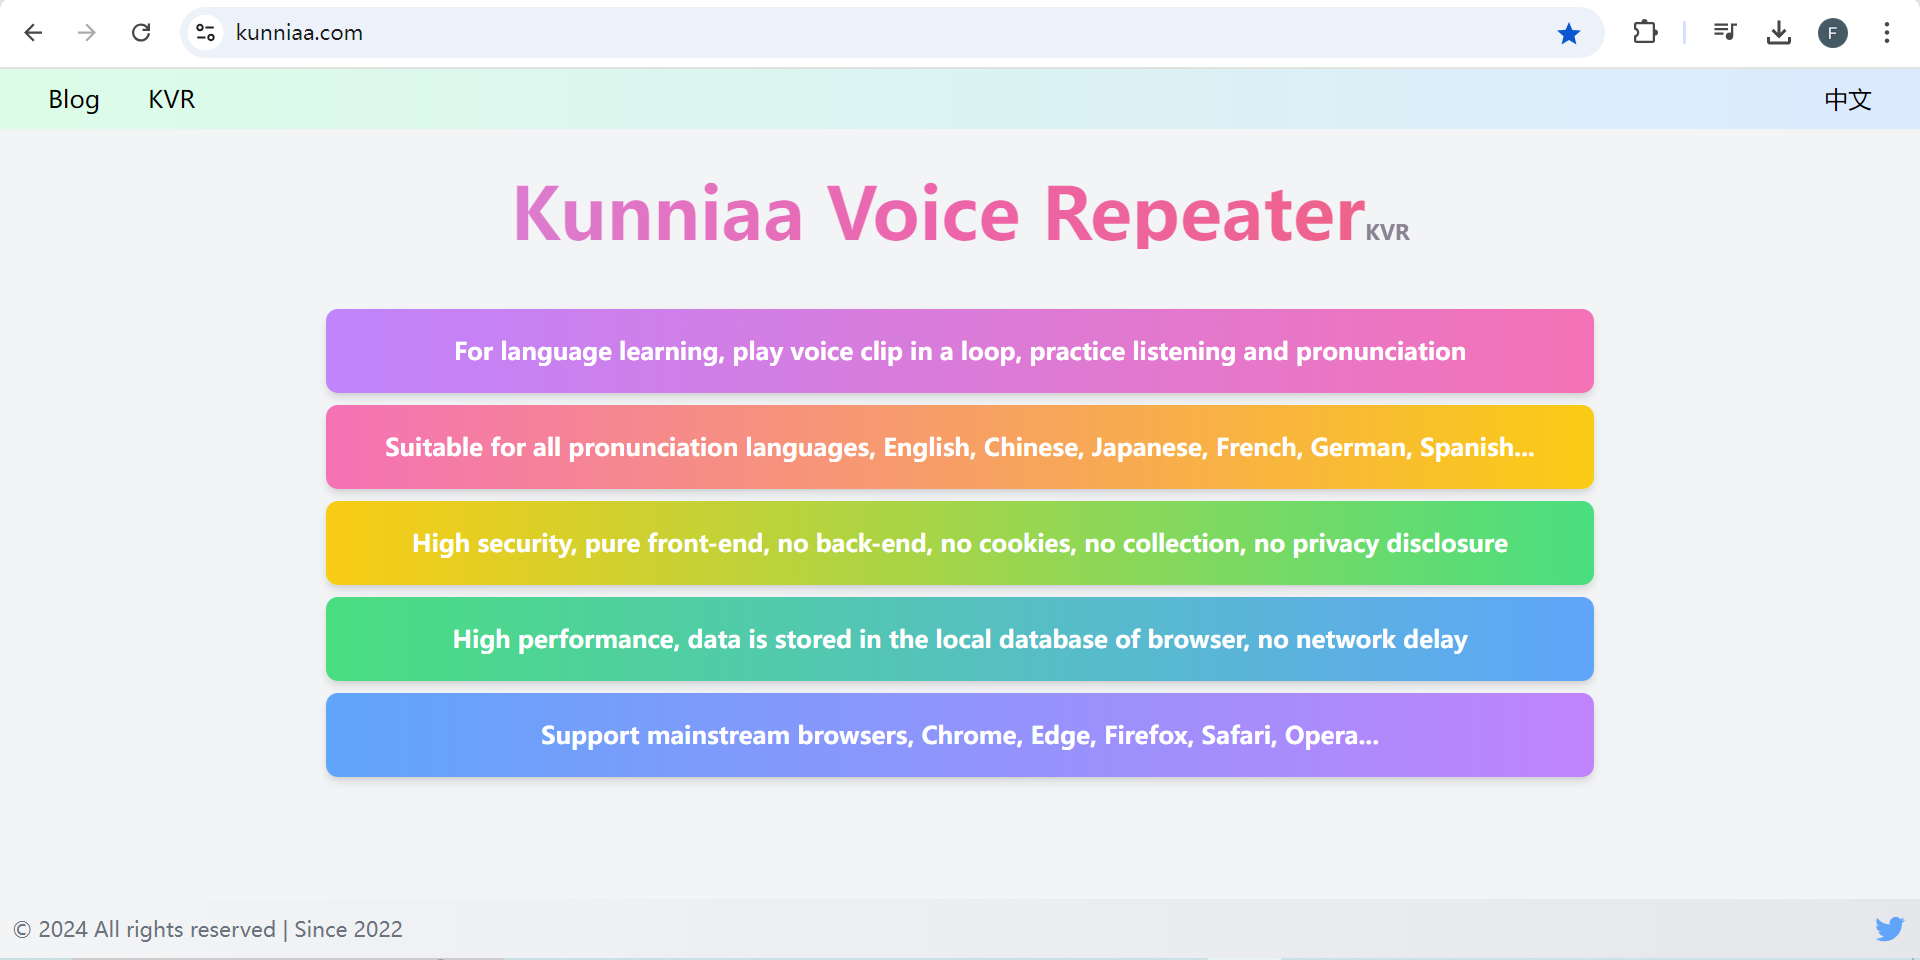 kunniaa.com
F
Blog KVR 中文
Kunniaa Voice Repeater KVR
For language learning, play voice clip in a loop, practice listening and pronunciation
Suitable for all pronunciation languages, English, Chinese, Japanese, French, German, Spanish...
High security, pure front-end, no back-end, no cookies, no collection, no privacy disclosure
High performance, data is stored in the local database of browser, no network delay
Support mainstream browsers, Chrome, Edge, Firefox, Safari, Opera...
© 2024 All rights reserved | Since 2022